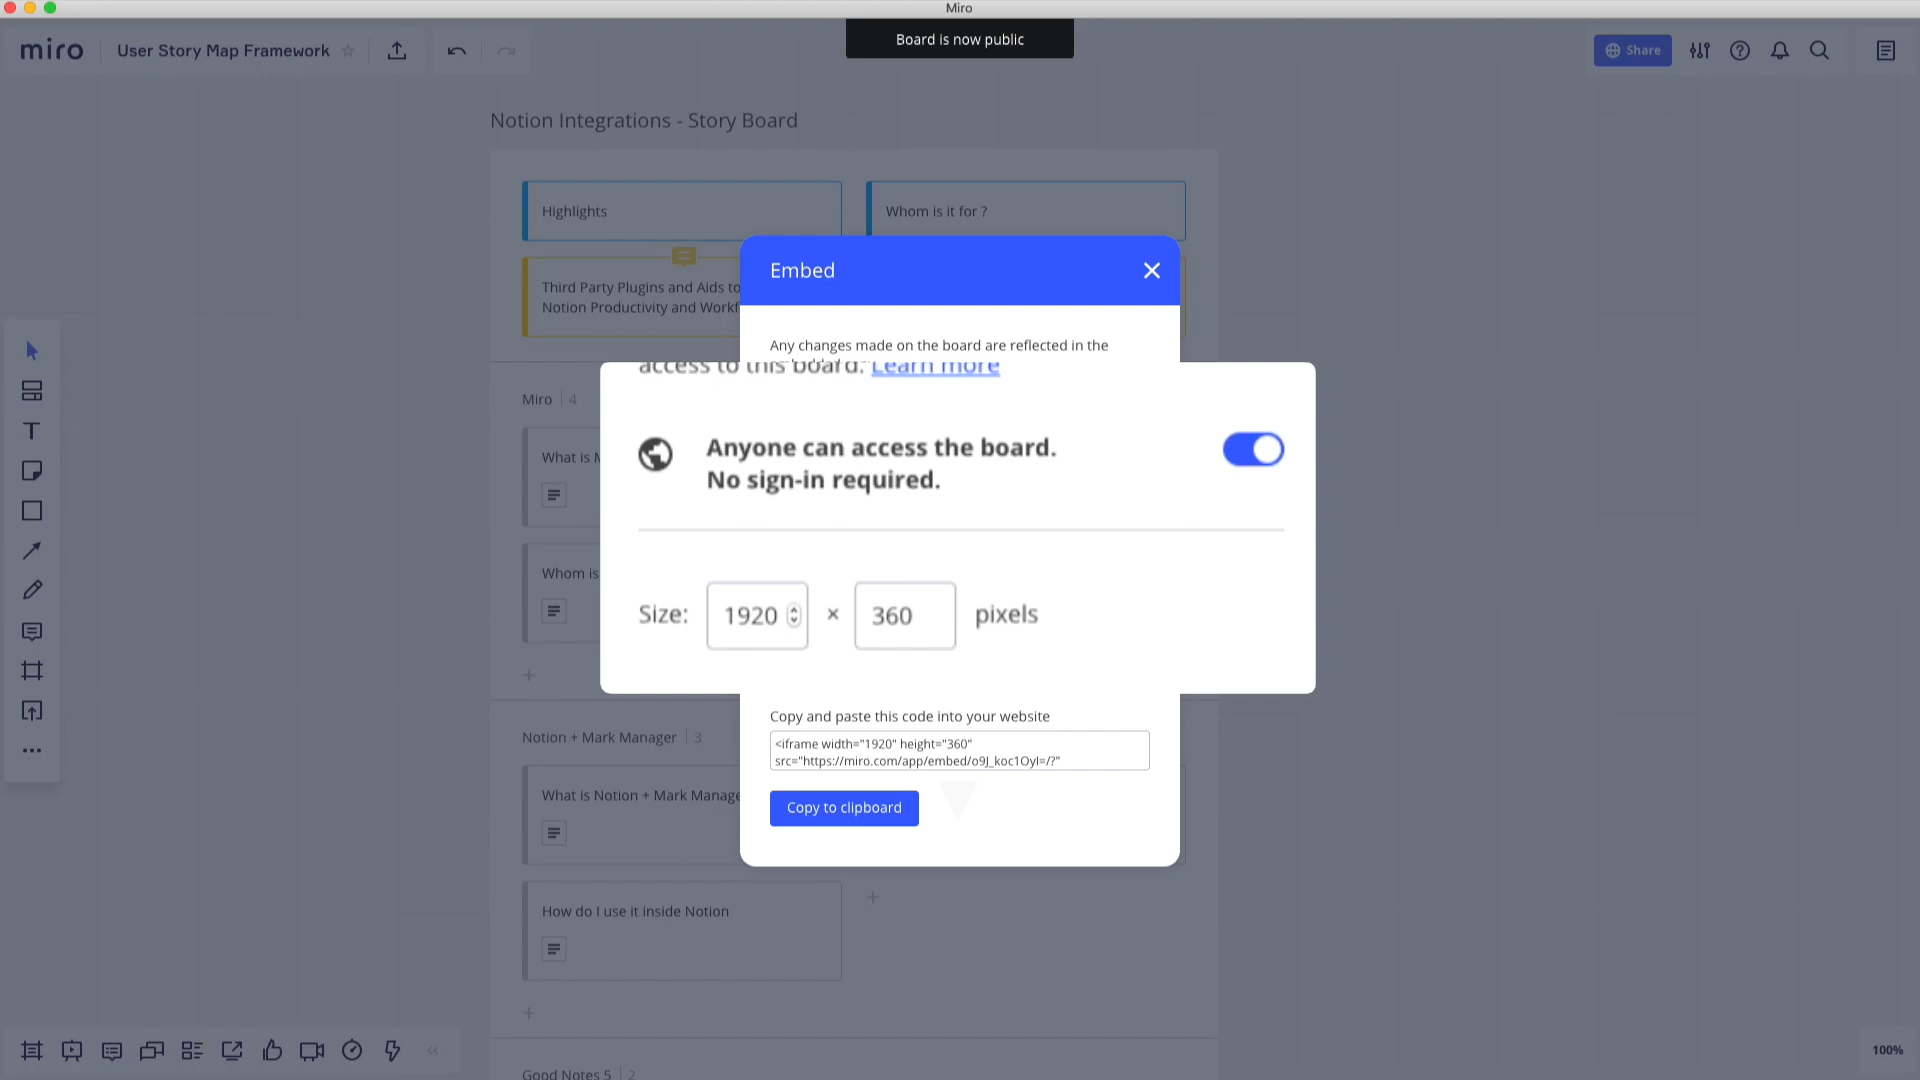 Miro
miro
User Story Map Framework
Board is now public
Share
Notion Integrations - Story Board
Highlights
Whom is it for ?
Third Party Plugins and Aids to
Notion Productivity and Workf
Embed
Any changes made on the board are reflected in the
access to this board. Learn more
Anyone can access the board.
No sign-in required.
Size: 1920 × 360 pixels
Miro 4
What is M
Whom is
Copy and paste this code into your website
<iframe width="1920" height="360"
src="https://miro.com/app/embed/o9J_koc1OyI=/?"
Copy to clipboard
Notion + Mark Manager 3
What is Notion + Mark Manage
How do I use it inside Notion
Good Notes 5 2
100%